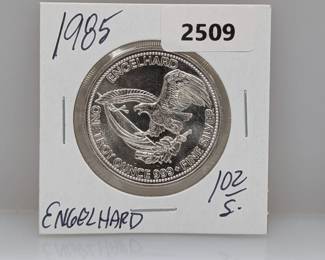 1985
2509
ENGELHARD
ONE TROY OUNCE 999+ FINE SILVER
1oz
S.
ENGELHARD